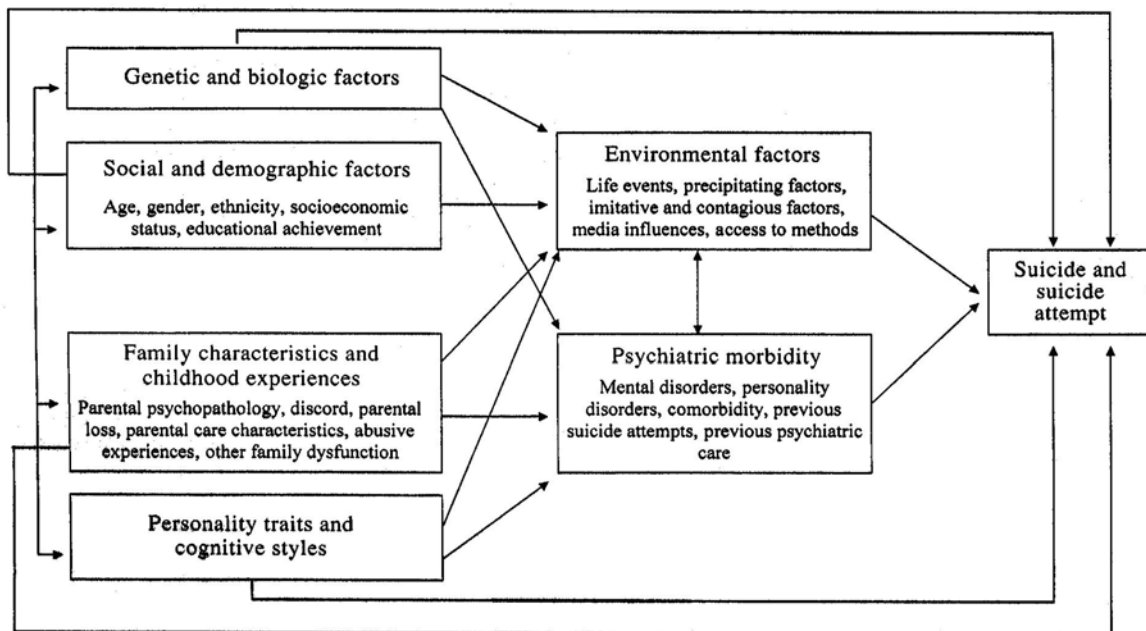 Genetic and biologic factors
Social and demographic factors
Age, gender, ethnicity, socioeconomic
status, educational achievement
Family characteristics and
childhood experiences
Parental psychopathology, discord, parental
loss, parental care characteristics, abusive
experiences, other family dysfunction
Personality traits and
cognitive styles
Environmental factors
Life events, precipitating factors,
imitative and contagious factors,
media influences, access to methods
Psychiatric morbidity
Mental disorders, personality
disorders, comorbidity, previous
suicide attempts, previous psychiatric
care
Suicide and
suicide
attempt